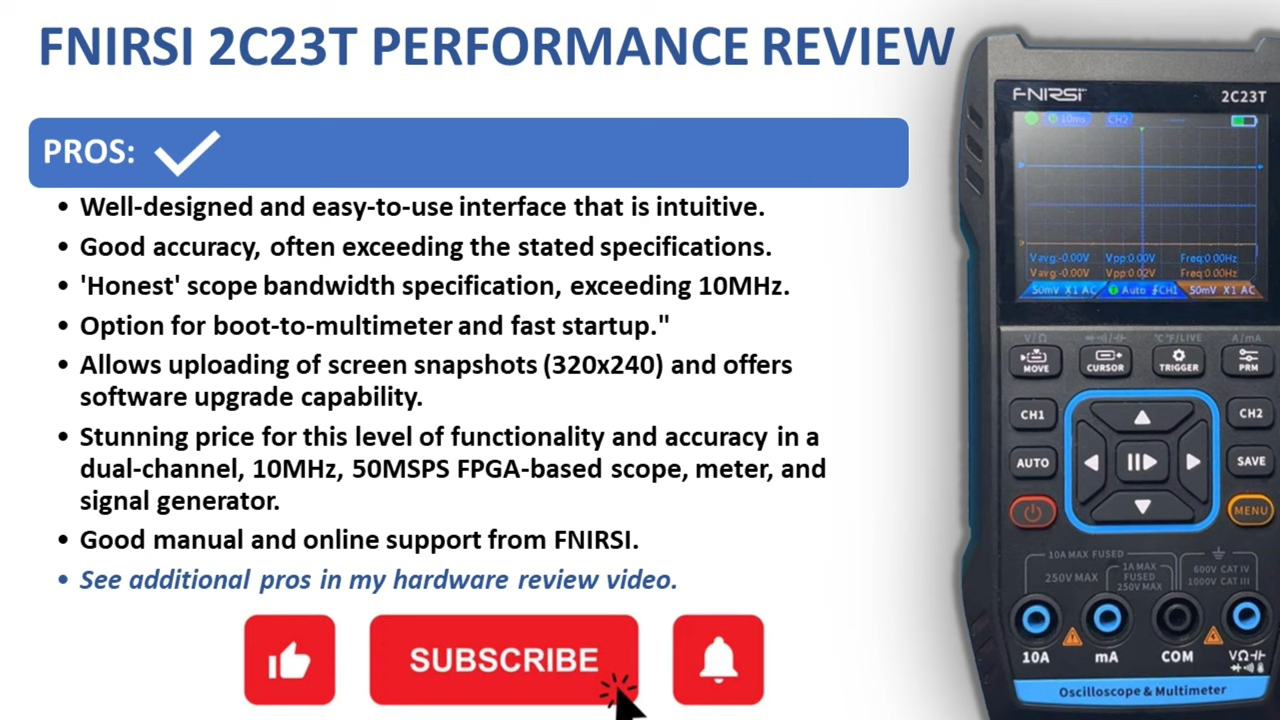 FNIRSI 2C23T PERFORMANCE REVIEW
PROS:
• Well-designed and easy-to-use interface that is intuitive.
• Good accuracy, often exceeding the stated specifications.
• 'Honest' scope bandwidth specification, exceeding 10MHz.
• Option for boot-to-multimeter and fast startup."
• Allows uploading of screen snapshots (320x240) and offers
software upgrade capability.
• Stunning price for this level of functionality and accuracy in a
dual-channel, 10MHz, 50MSPS FPGA-based scope, meter, and
signal generator.
• Good manual and online support from FNIRSI.
• See additional pros in my hardware review video.
SUBSCRIBE
FNIRSI 2C23T
10ms CH2
Vavg:-0.00V Vpp:0.00V Freq:0.00Hz
Vavg:-0.00V Vpp:0.02V Freq:0.00Hz
50mV X1 AC Auto CH1 50mV X1 AC
V/Ω °C°F/LIVE A/mA
MOVE CURSOR TRIGGER PRM
CH1 CH2
AUTO SAVE
MENU
10A MAX FUSED
250V MAX 1A MAX FUSED 250V MAX 600V CAT IV
1000V CAT III
10A mA COM VΩ
Oscilloscope & Multimeter